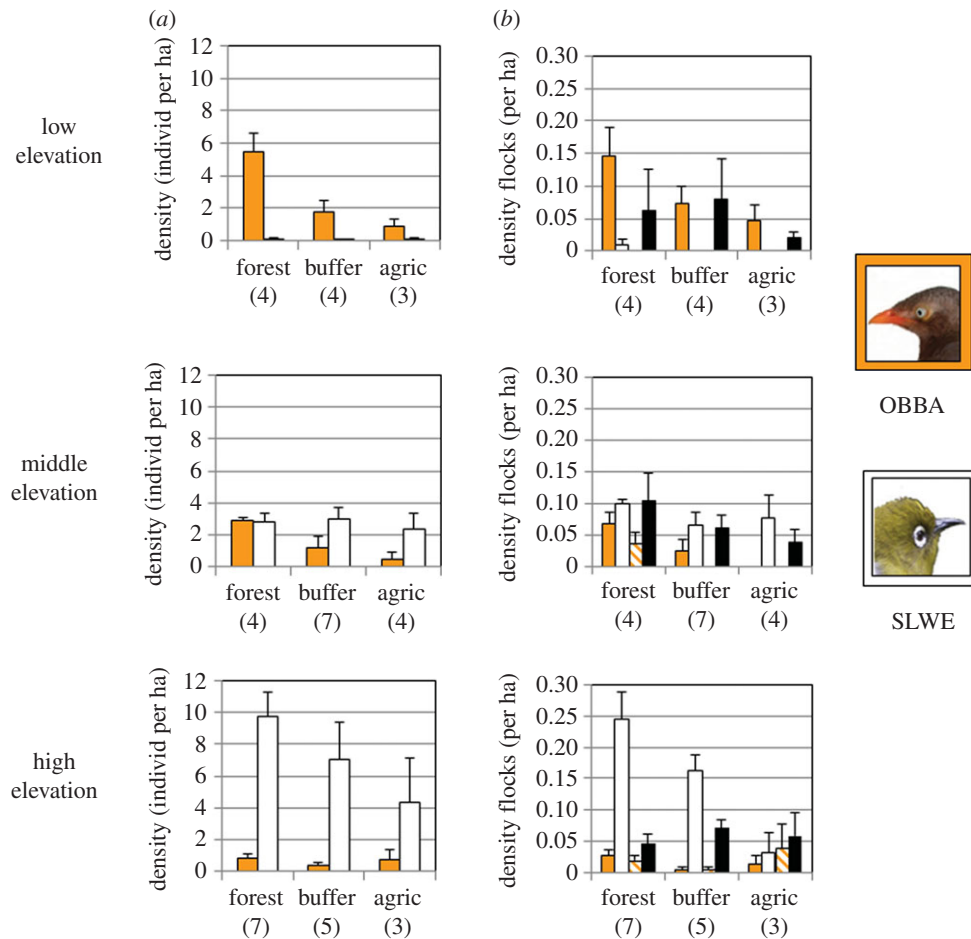 (a)
(b)
low
elevation
density (individ per ha)
12
10
8
6
4
2
0
forest
buffer
agric
(4)
(4)
(3)
density flocks (per ha)
0.30
0.25
0.20
0.15
0.10
0.05
0
forest
buffer
agric
(4)
(4)
(3)
OBBA
middle
elevation
density (individ per ha)
12
10
8
6
4
2
0
forest
buffer
agric
(4)
(7)
(4)
density flocks (per ha)
0.30
0.25
0.20
0.15
0.10
0.05
0
forest
buffer
agric
(4)
(7)
(4)
SLWE
high
elevation
density (individ per ha)
12
10
8
6
4
2
0
forest
buffer
agric
(7)
(5)
(3)
density flocks (per ha)
0.30
0.25
0.20
0.15
0.10
0.05
0
forest
buffer
agric
(7)
(5)
(3)